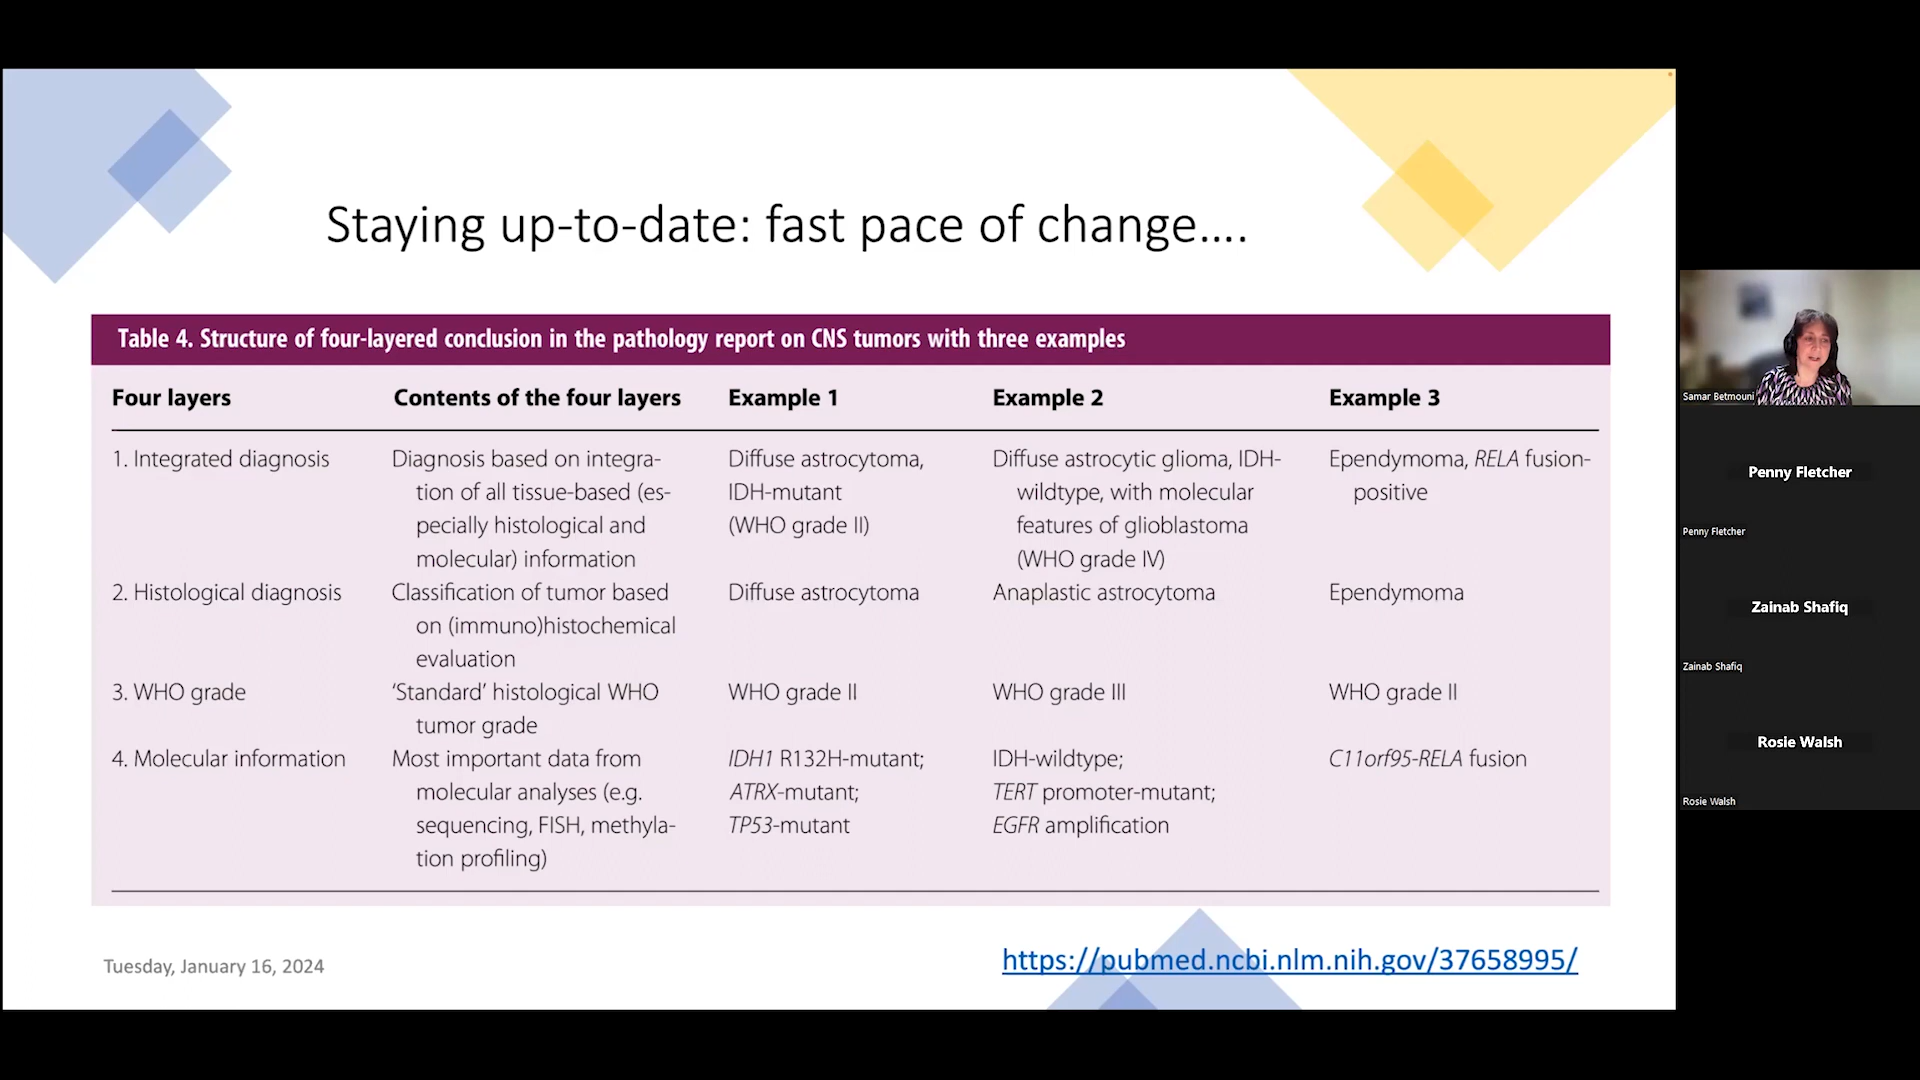 Staying up-to-date: fast pace of change....
Table 4. Structure of four-layered conclusion in the pathology report on CNS tumors with three examples
Four layers
Contents of the four layers
Example 1
Example 2
Example 3
1. Integrated diagnosis
Diagnosis based on integra-
tion of all tissue-based (es-
pecially histological and
molecular) information
Diffuse astrocytoma,
IDH-mutant
(WHO grade II)
Diffuse astrocytic glioma, IDH-
wildtype, with molecular
features of glioblastoma
(WHO grade IV)
Ependymoma, RELA fusion-
positive
2. Histological diagnosis
Classification of tumor based
on (immuno)histochemical
evaluation
Diffuse astrocytoma
Anaplastic astrocytoma
Ependymoma
3. WHO grade
‘Standard’ histological WHO
tumor grade
WHO grade II
WHO grade III
WHO grade II
4. Molecular information
Most important data from
molecular analyses (e.g.
sequencing, FISH, methyla-
tion profiling)
IDH1 R132H-mutant;
ATRX-mutant;
TP53-mutant
IDH-wildtype;
TERT promoter-mutant;
EGFR amplification
C11orf95-RELA fusion
Tuesday, January 16, 2024
https://pubmed.ncbi.nlm.nih.gov/37658995/
Samar Betmouni
Penny Fletcher
Penny Fletcher
Zainab Shafiq
Zainab Shafiq
Rosie Walsh
Rosie Walsh